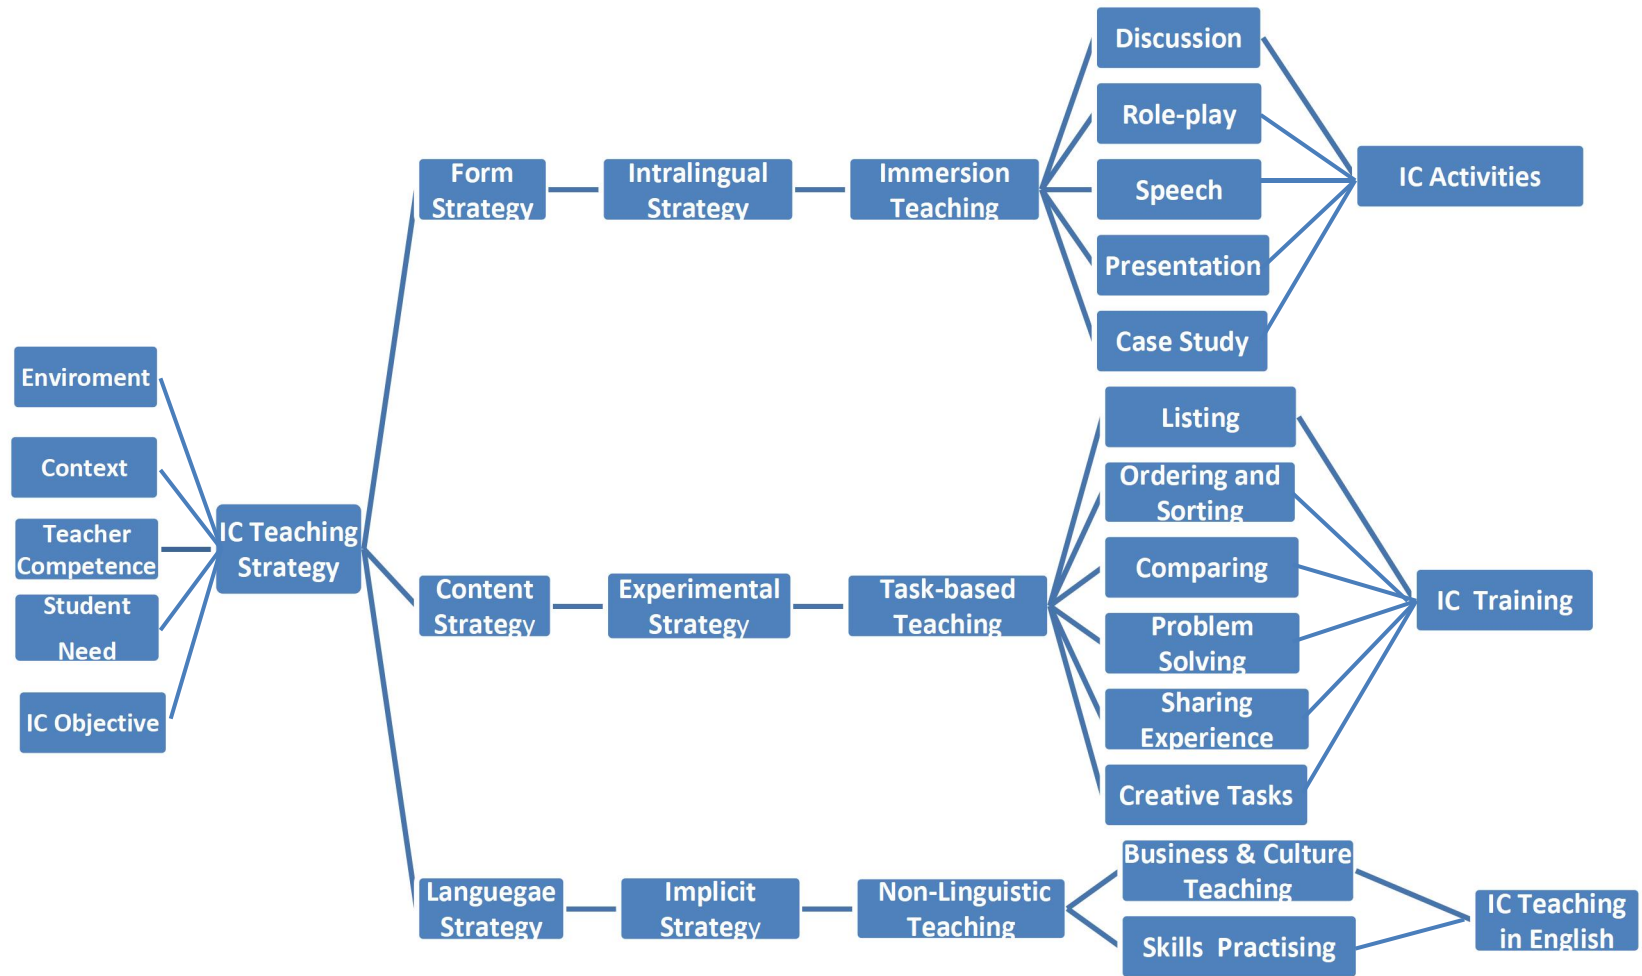 Enviroment
Context
Teacher
Competence
Student
Need
IC Objective
IC Teaching
Strategy
Form
Strategy
Intralingual
Strategy
Immersion
Teaching
Discussion
Role-play
Speech
Presentation
Case Study
IC Activities
Content
Strategy
Experimental
Strategy
Task-based
Teaching
Listing
Ordering and
Sorting
Comparing
Problem
Solving
Sharing
Experience
Creative Tasks
IC Training
Languegae
Strategy
Implicit
Strategy
Non-Linguistic
Teaching
Business & Culture
Teaching
Skills Practising
IC Teaching
in English